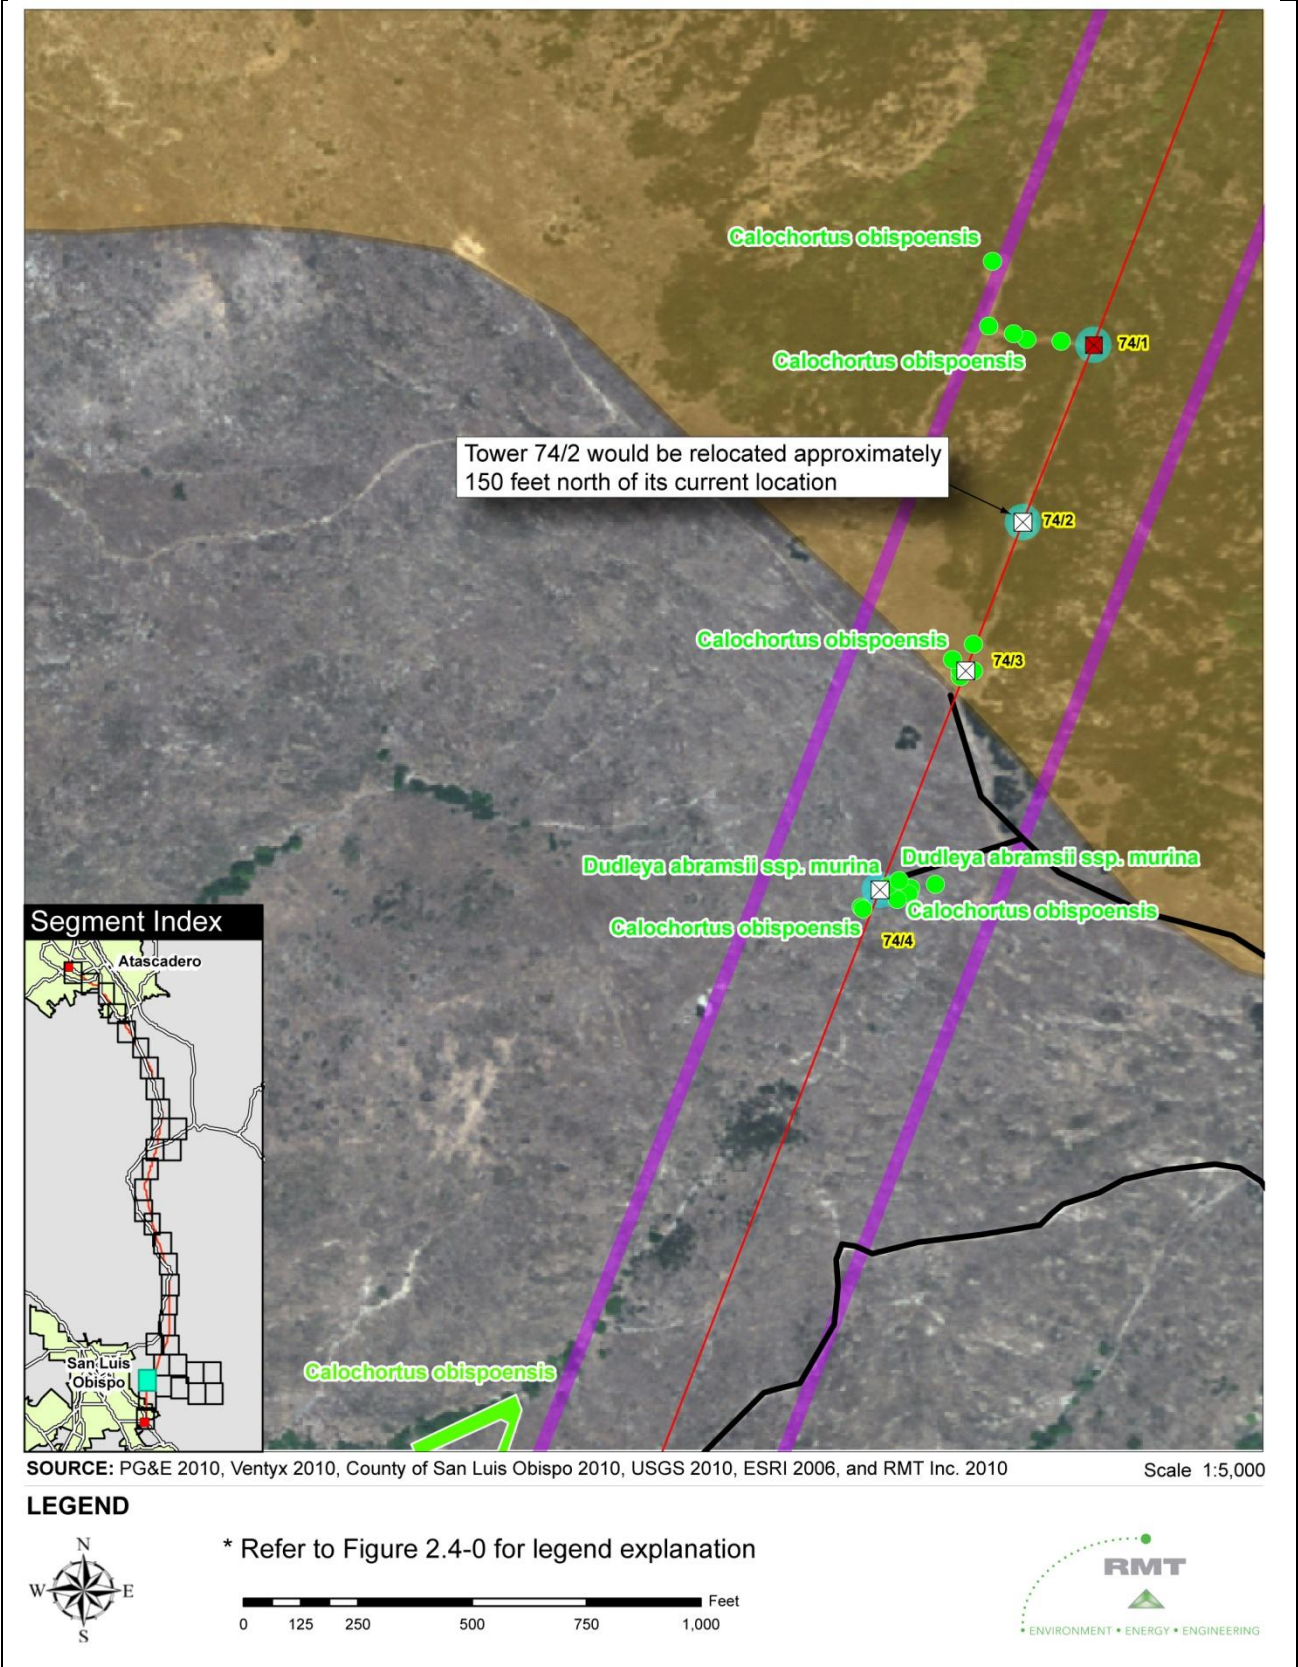 Calochortus obispoensis
74/1
Calochortus obispoensis
Tower 74/2 would be relocated approximately
150 feet north of its current location
74/2
Calochortus obispoensis
74/3
Dudleya abramsii ssp. murina
Dudleya abramsii ssp. murina
Calochortus obispoensis
Calochortus obispoensis
74/4
Segment Index
Atascadero
San Luis
Obispo
Calochortus obispoensis
SOURCE: PG&E 2010, Ventyx 2010, County of San Luis Obispo 2010, USGS 2010, ESRI 2006, and RMT Inc. 2010
Scale 1:5,000
LEGEND
N
W E
S
* Refer to Figure 2.4-0 for legend explanation
Feet
0 125 250 500 750 1,000
RMT
• ENVIRONMENT • ENERGY • ENGINEERING